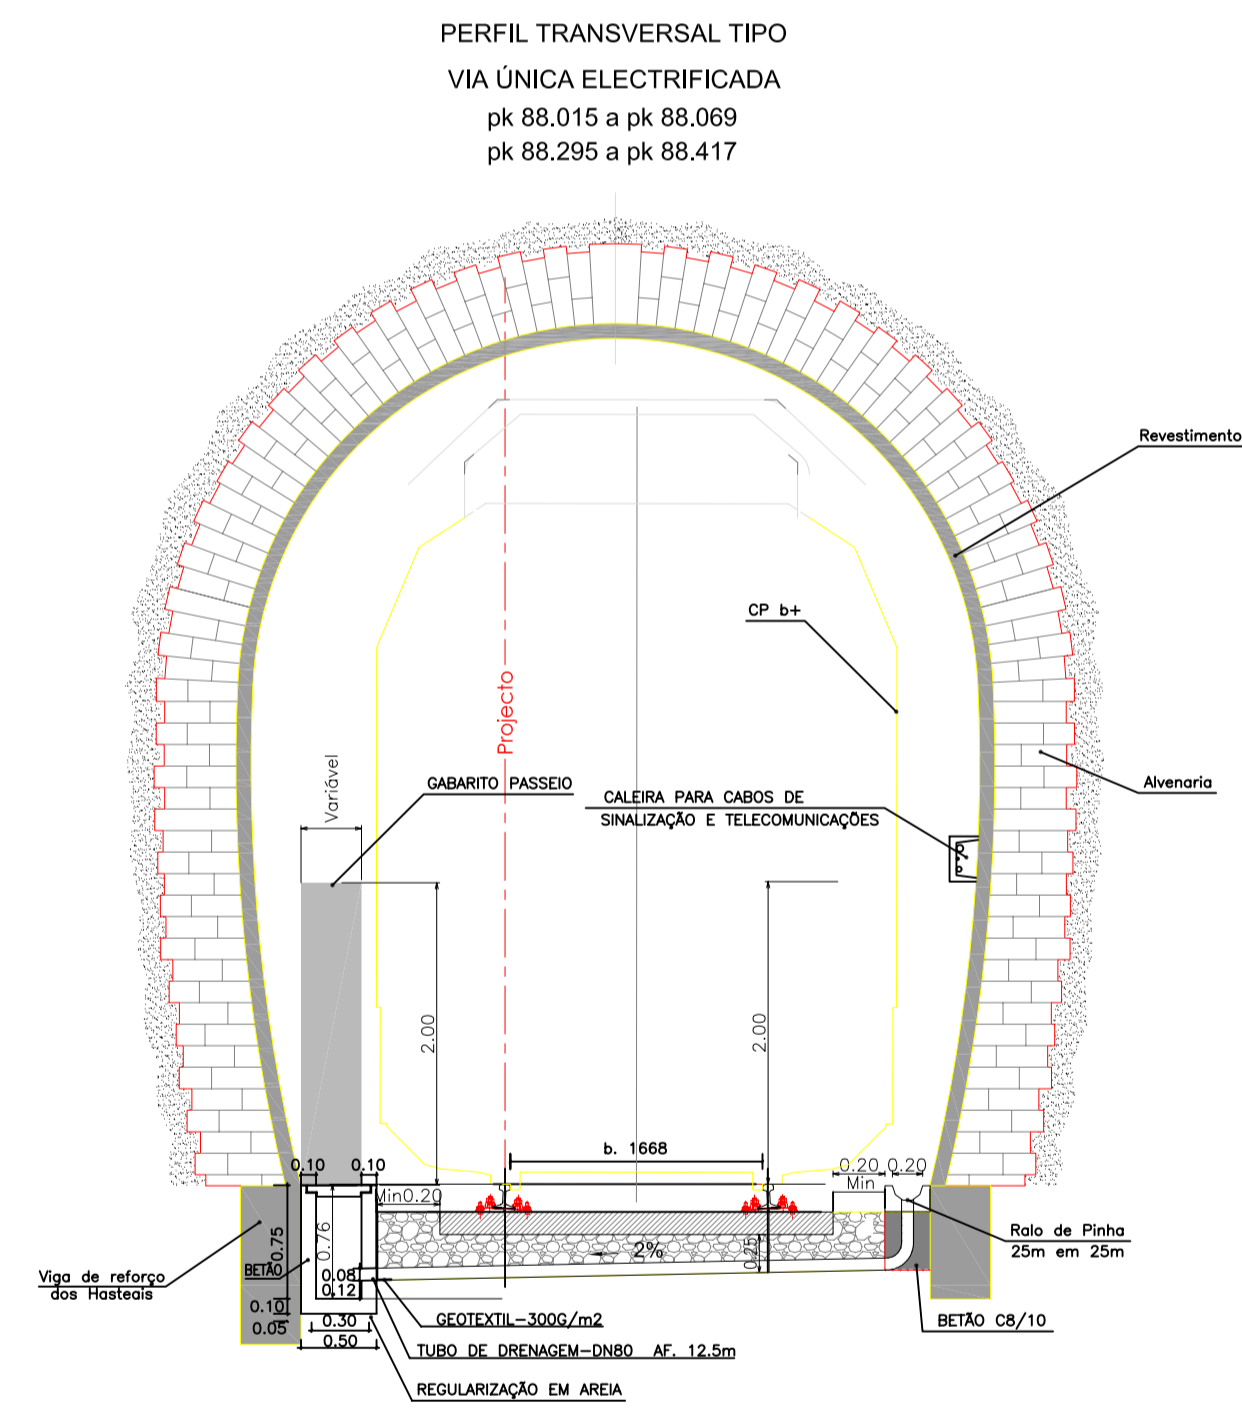 PERFIL TRANSVERSAL TIPO
VIA ÚNICA ELECTRIFICADA
pk 88.015 a pk 88.069
pk 88.295 a pk 88.417
Revestimento
CP b+
Projecto
Variável
GABARITO PASSEIO
CALEIRA PARA CABOS DE
SINALIZAÇÃO E TELECOMUNICAÇÕES
Alvenaria
2.00
2.00
b. 1668
0.10
0.10
0.20
0.20
Min
Min0.20
0.75
0.76
BETÃO
0.08
0.12
2%
0.25
Ralo de Pinha
25m em 25m
Viga de reforço
dos Hasteais
0.10
0.05
0.30
0.50
GEOTEXTIL-300G/m2
BETÃO C8/10
TUBO DE DRENAGEM-DN80 AF. 12.5m
REGULARIZAÇÃO EM AREIA